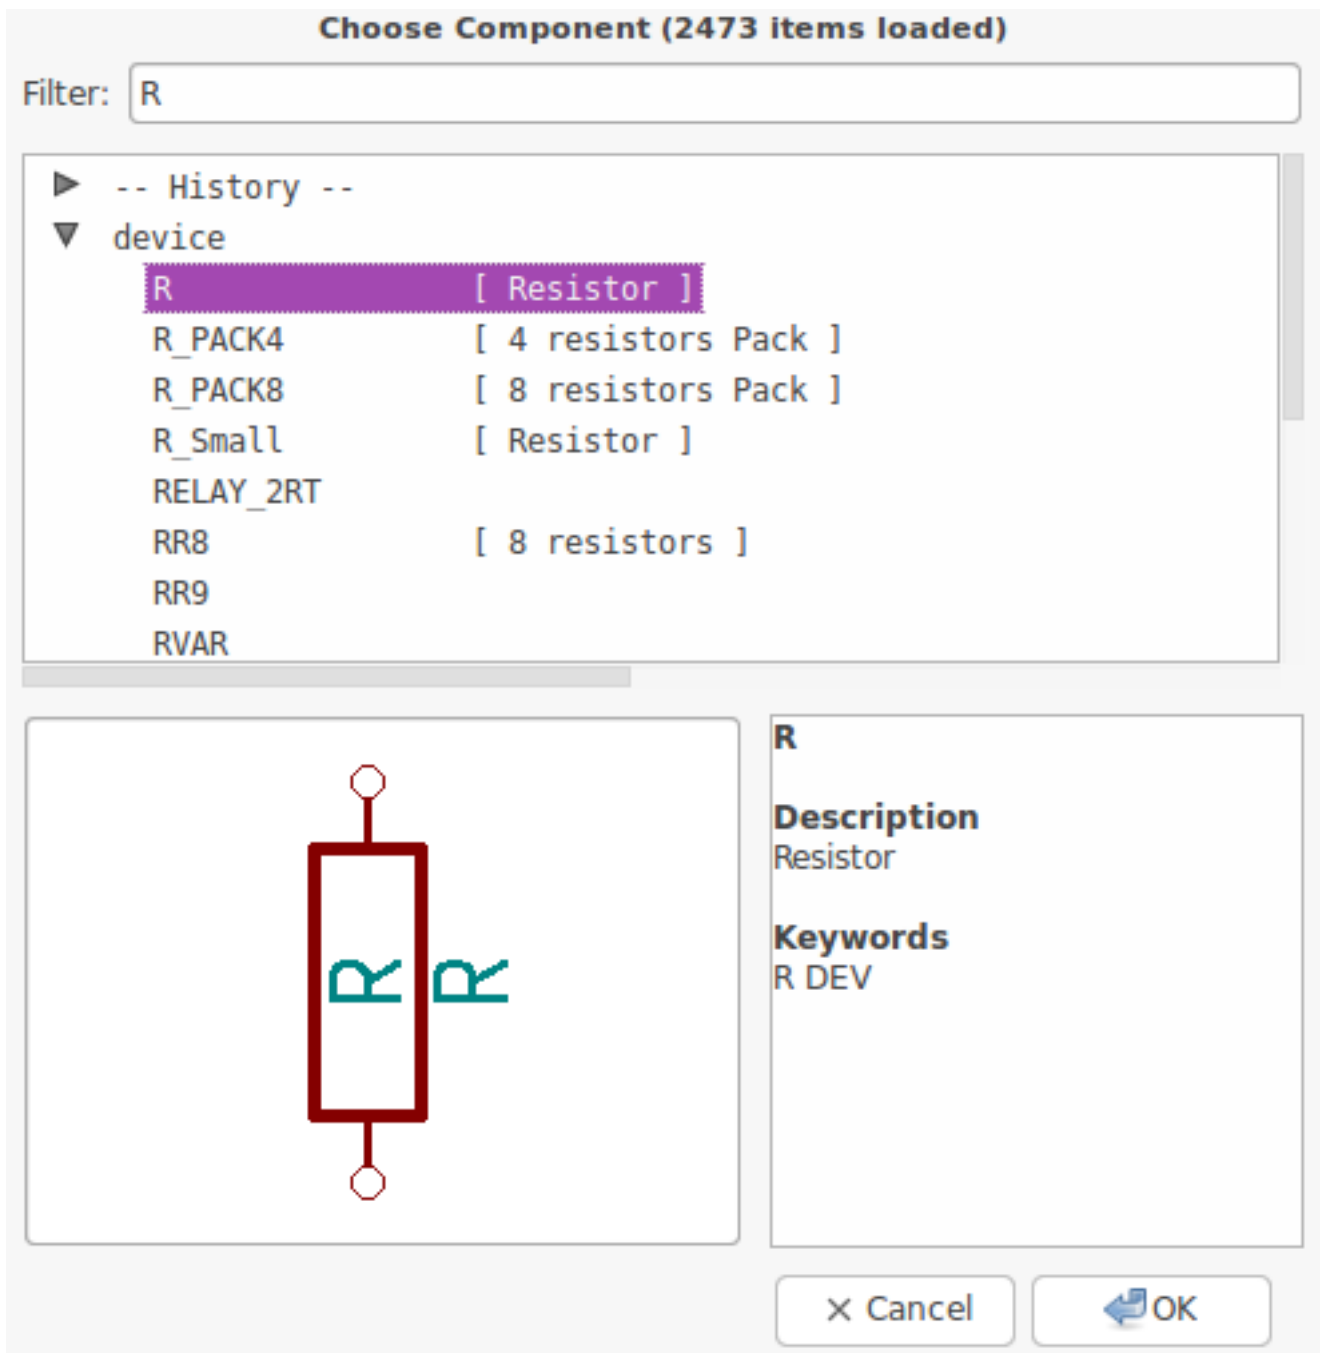 Choose Component (2473 items loaded)
Filter: R
-- History --
device
R [ Resistor ]
R_PACK4 [ 4 resistors Pack ]
R_PACK8 [ 8 resistors Pack ]
R_Small [ Resistor ]
RELAY_2RT
RR8 [ 8 resistors ]
RR9
RVAR
R R
R
Description
Resistor
Keywords
R DEV
Cancel OK